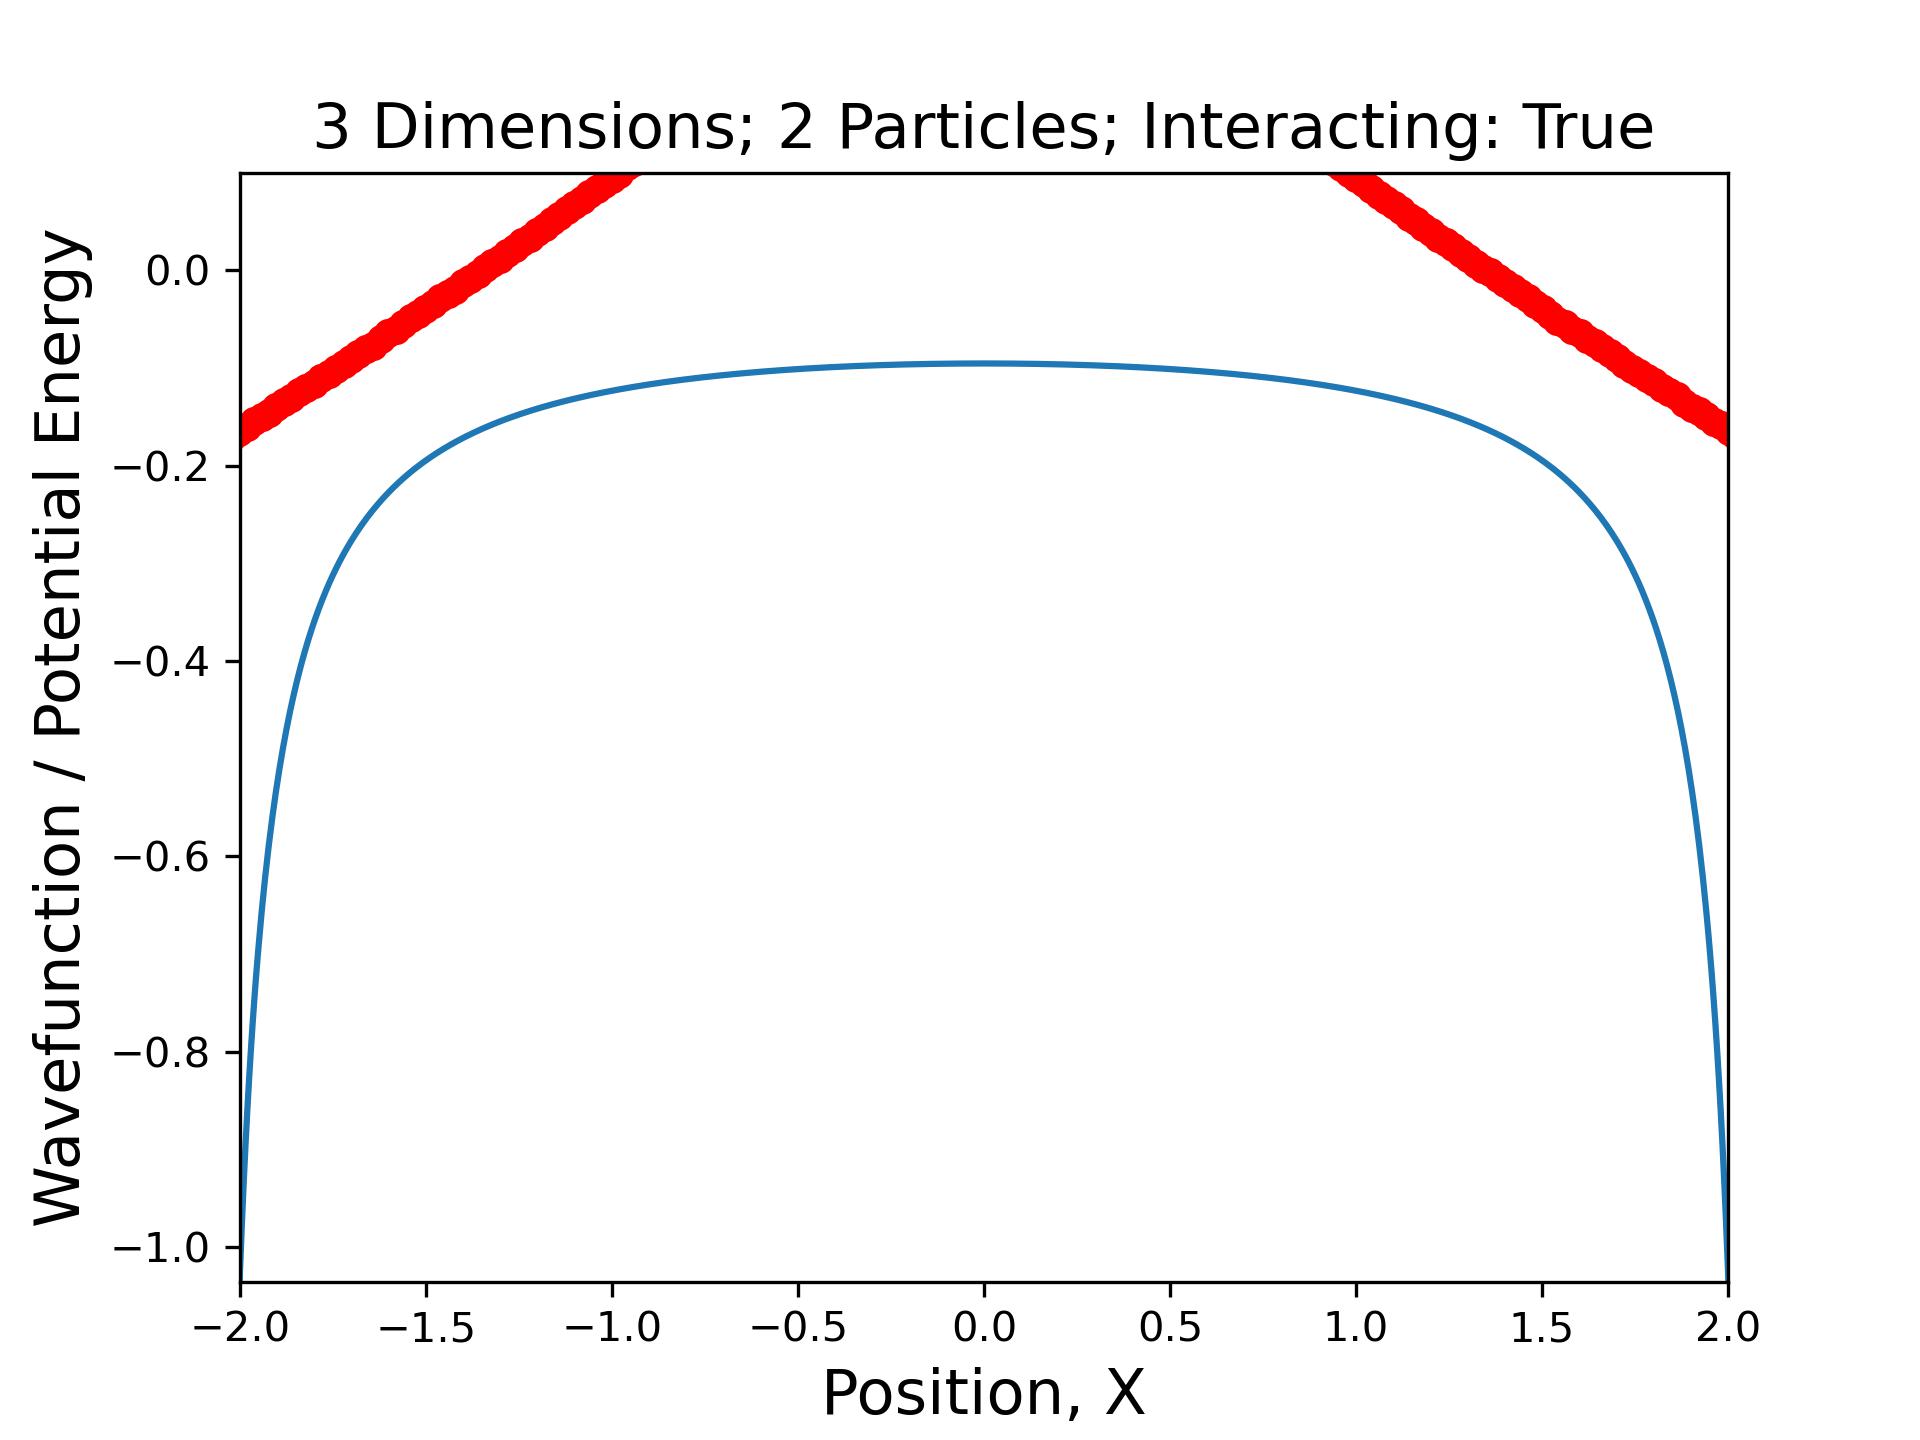 3 Dimensions; 2 Particles; Interacting: True
Wavefunction / Potential Energy
0.0
−0.2
−0.4
−0.6
−0.8
−1.0
−2.0 −1.5 −1.0 −0.5 0.0 0.5 1.0 1.5 2.0
Position, X